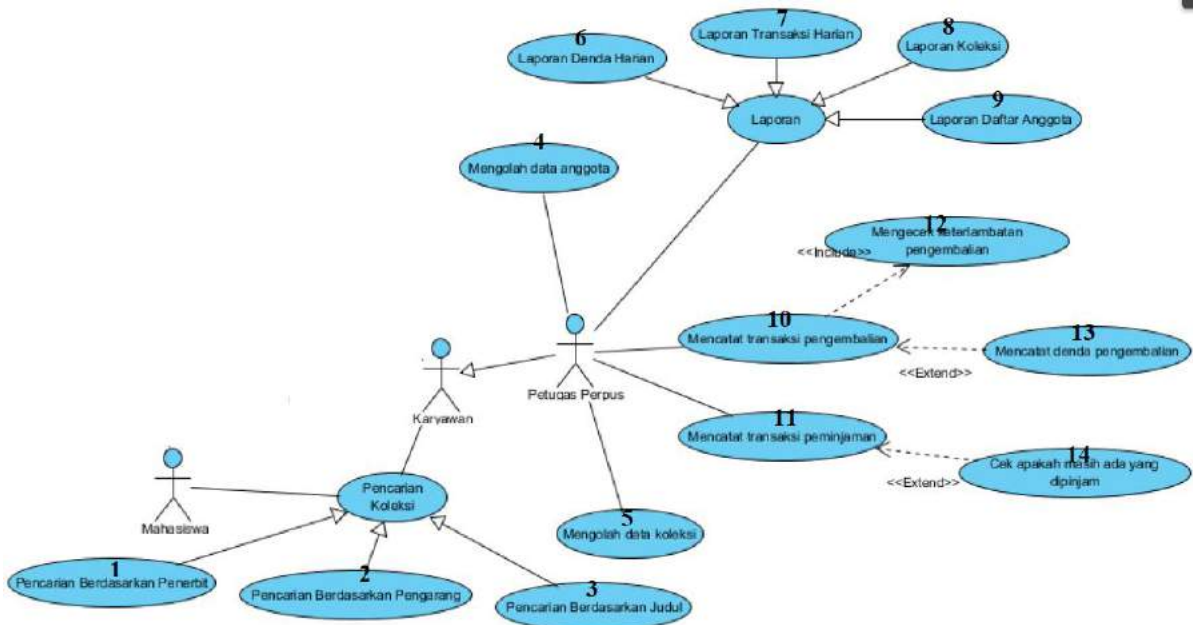 7
Laporan Transaksi Harian
8
Laporan Koleksi
6
Laporan Denda Harian
9
Laporan Daftar Anggota
Laporan
4
Mengolah data anggota
12
Mengecek keterlambatan
pengembalian
<<Include>>
10
Mencatat transaksi pengembalian
13
Mencatat denda pengembalian
<<Extend>>
Petugas Perpus
Karyawan
11
Mencatat transaksi peminjaman
14
Cek apakah masih ada yang
dipinjam
<<Extend>>
Pencarian
Koleksi
Mahasiswa
5
Mengolah data koleksi
1
Pencarian Berdasarkan Penerbit
2
Pencarian Berdasarkan Pengarang
3
Pencarian Berdasarkan Judul